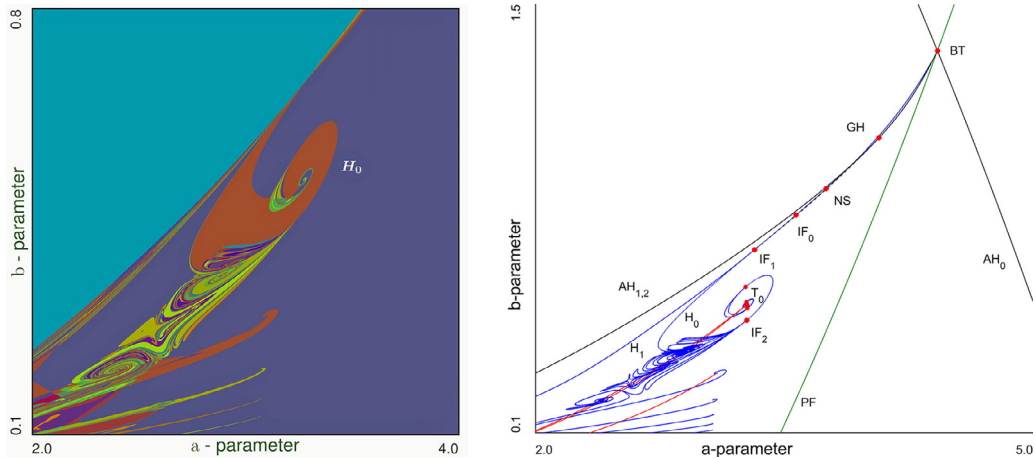 0.8
H₀
b - parameter
0.1
2.0
a - parameter
4.0
1.5
BT
GH
NS
IF₀
IF₁
AH₁,₂
T₀
AH₀
H₀
IF₂
H₁
PF
b-parameter
0.1
2.0
a-parameter
5.0